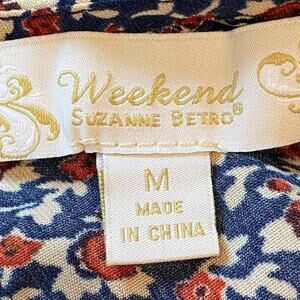 Weekend
SUZANNE BETRO®
M
MADE
IN CHINA